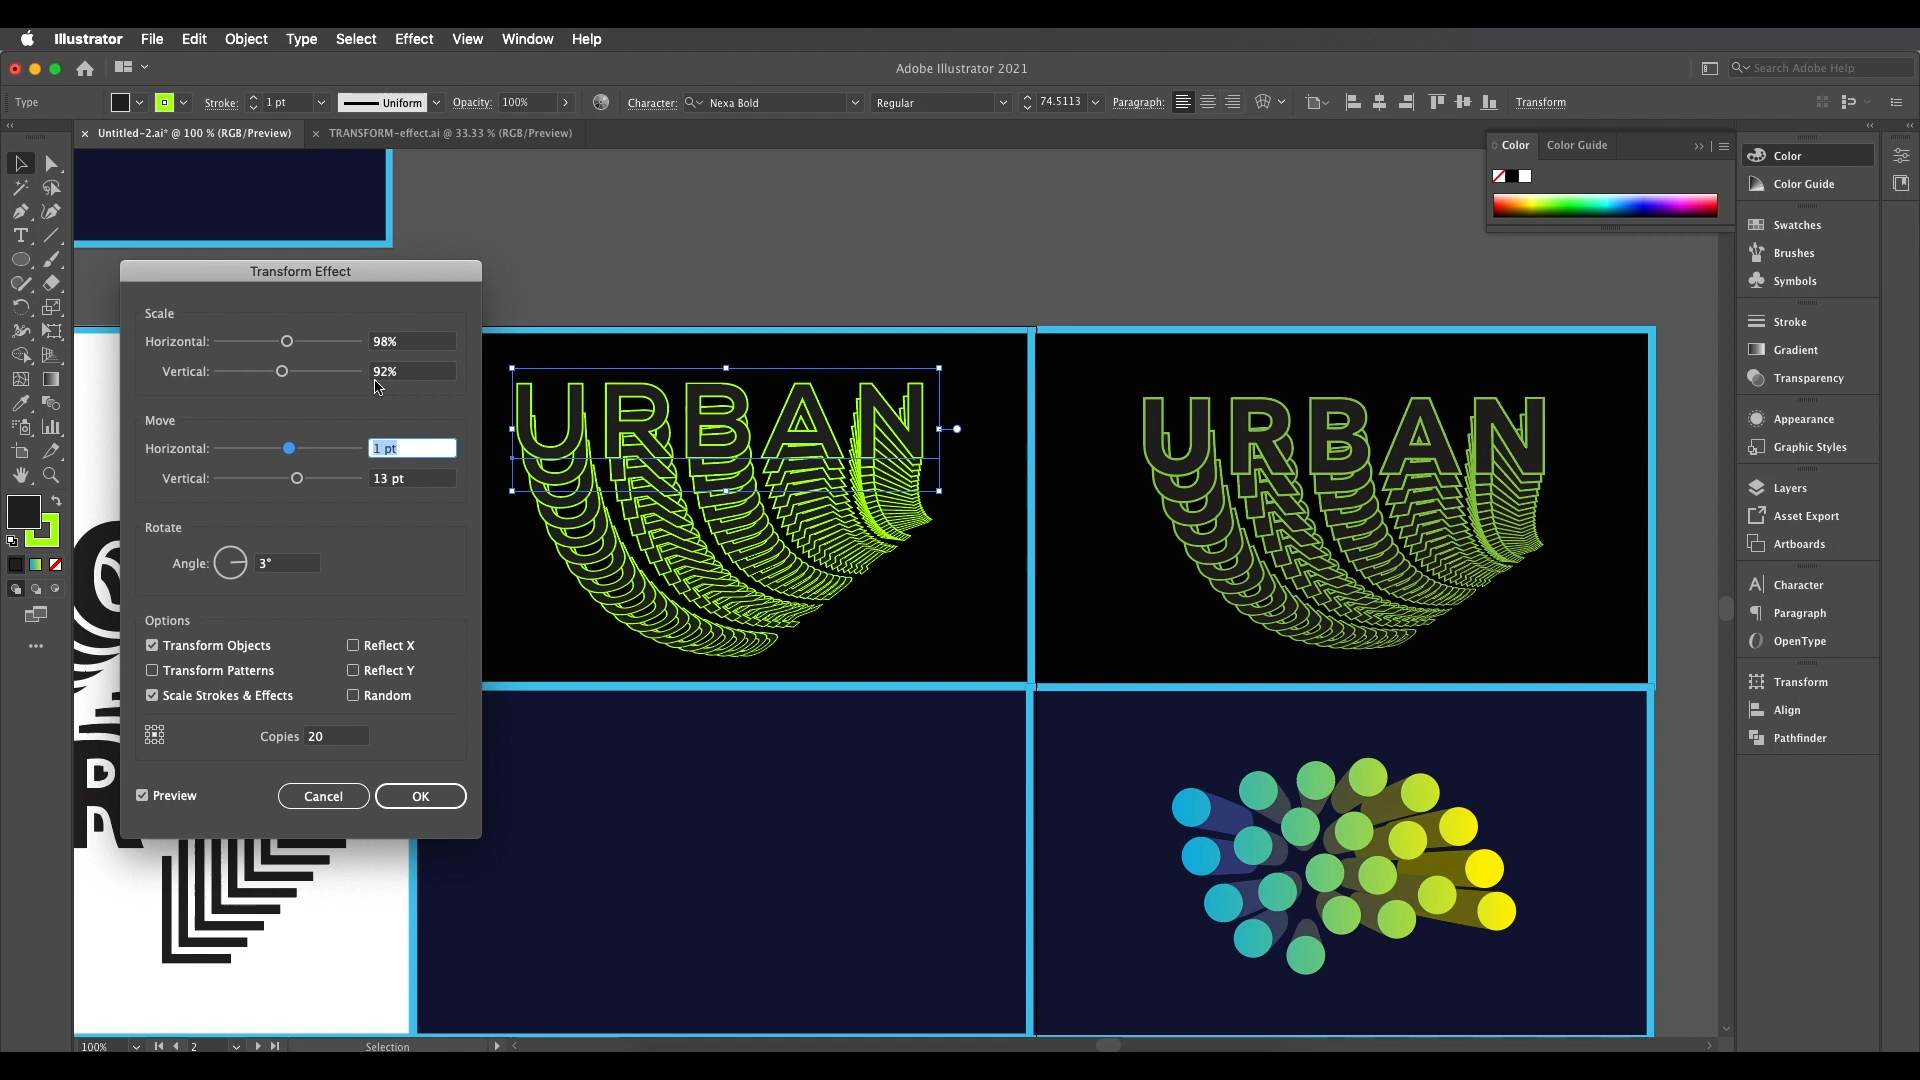 Illustrator File Edit Object Type Select Effect View Window Help
Adobe Illustrator 2021
Search Adobe Help
Type Stroke: 1 pt Uniform Opacity: 100% Character: Nexa Bold Regular 74.5113 Paragraph: Transform
× Untitled-2.ai* @ 100 % (RGB/Preview) × TRANSFORM-effect.ai @ 33.33 % (RGB/Preview)
Color Color Guide
Color
Color Guide
Swatches
Brushes
Symbols
Stroke
Gradient
Transparency
Appearance
Graphic Styles
Layers
Asset Export
Artboards
Character
Paragraph
OpenType
Transform
Align
Pathfinder
Transform Effect
Scale
Horizontal: 98%
Vertical: 92%
Move
Horizontal: 1 pt
Vertical: 13 pt
Rotate
Angle: 3°
Options
Transform Objects Reflect X
Transform Patterns Reflect Y
Scale Strokes & Effects Random
Copies 20
Preview Cancel OK
URBAN
URBAN
100% 2 Selection